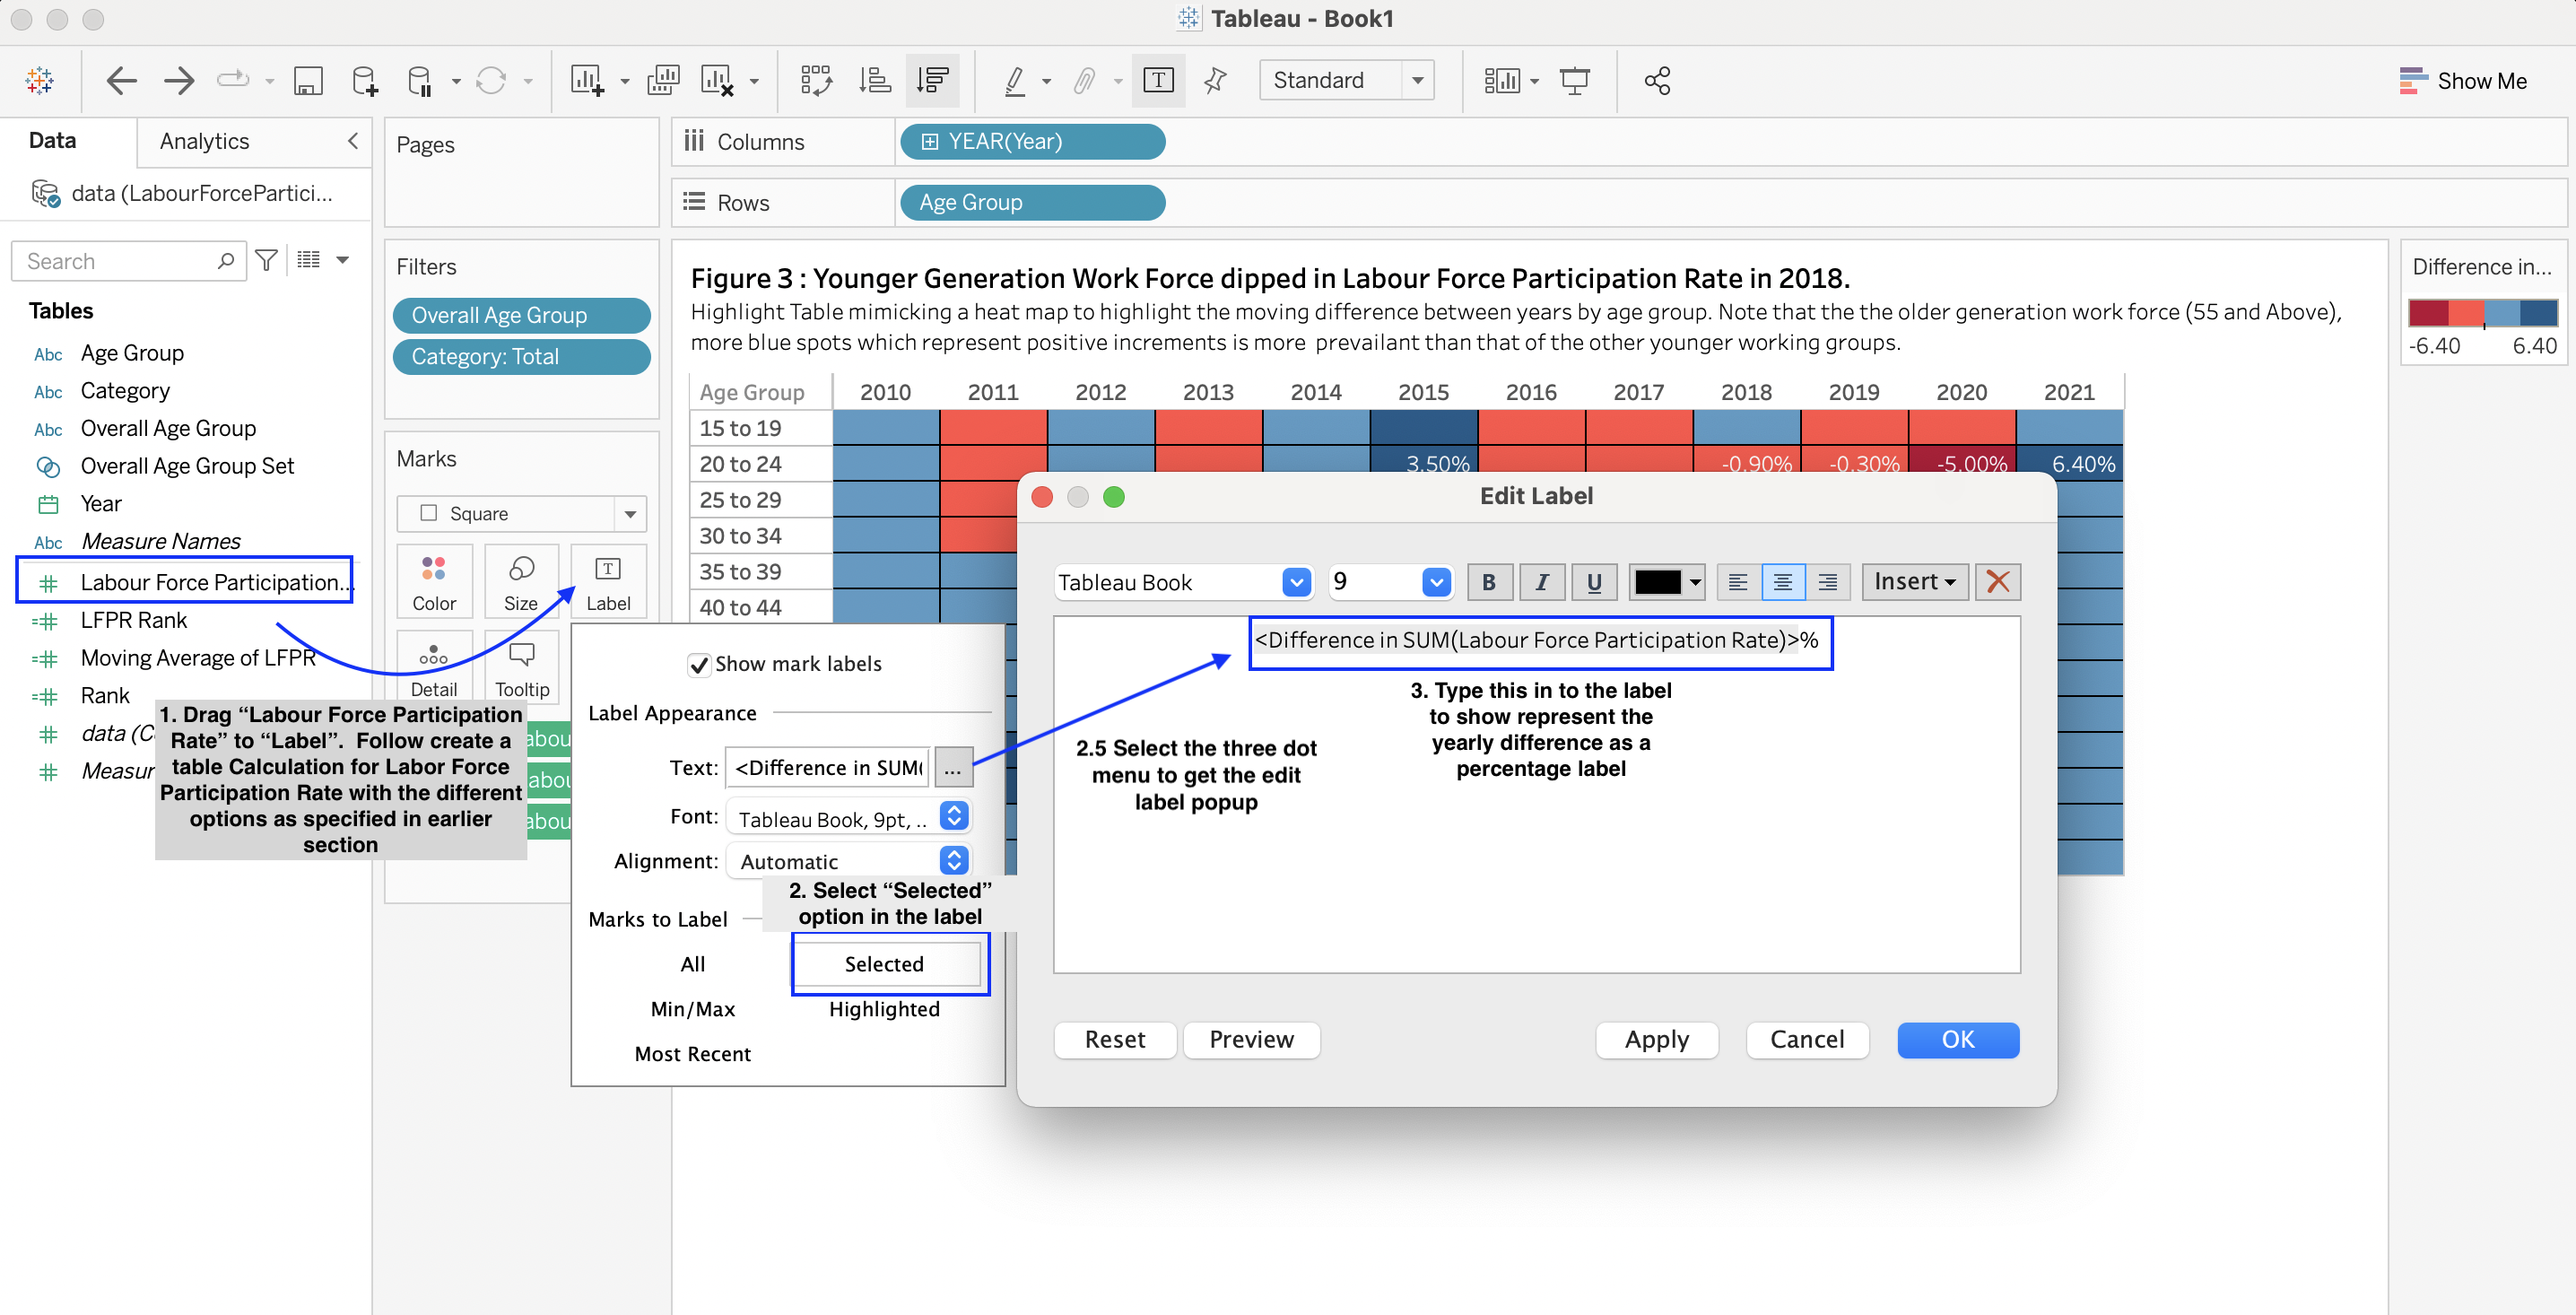 Tableau - Book1
Standard
Show Me
Data
Analytics
data (LabourForcePartici...
Search
Tables
Abc Age Group
Abc Category
Abc Overall Age Group
Overall Age Group Set
Year
Abc Measure Names
# Labour Force Participation...
=# LFPR Rank
=# Moving Average of LFPR
=# Rank
# data (C
# Measur
1. Drag “Labour Force Participation
Rate” to “Label”. Follow create a
table Calculation for Labor Force
Participation Rate with the different
options as specified in earlier
section
Pages
Filters
Overall Age Group
Category: Total
Marks
Square
Color
Size
Label
Detail
Tooltip
abou
abou
abou
Columns
YEAR(Year)
Rows
Age Group
Figure 3 : Younger Generation Work Force dipped in Labour Force Participation Rate in 2018.
Highlight Table mimicking a heat map to highlight the moving difference between years by age group. Note that the the older generation work force (55 and Above),
more blue spots which represent positive increments is more prevailant than that of the other younger working groups.
Age Group 2010 2011 2012 2013 2014 2015 2016 2017 2018 2019 2020 2021
15 to 19
20 to 24 3.50% -0.90% -0.30% -5.00% 6.40%
25 to 29
30 to 34
35 to 39
40 to 44
Difference in...
-6.40 6.40
Show mark labels
Label Appearance
Text: <Difference in SUM( ...
Font: Tableau Book, 9pt, ..
Alignment: Automatic
2. Select “Selected”
option in the label
Marks to Label
All Selected
Min/Max Highlighted
Most Recent
Edit Label
Tableau Book 9 B I U Insert
<Difference in SUM(Labour Force Participation Rate)>%
3. Type this in to the label
to show represent the
yearly difference as a
percentage label
2.5 Select the three dot
menu to get the edit
label popup
Reset Preview Apply Cancel OK